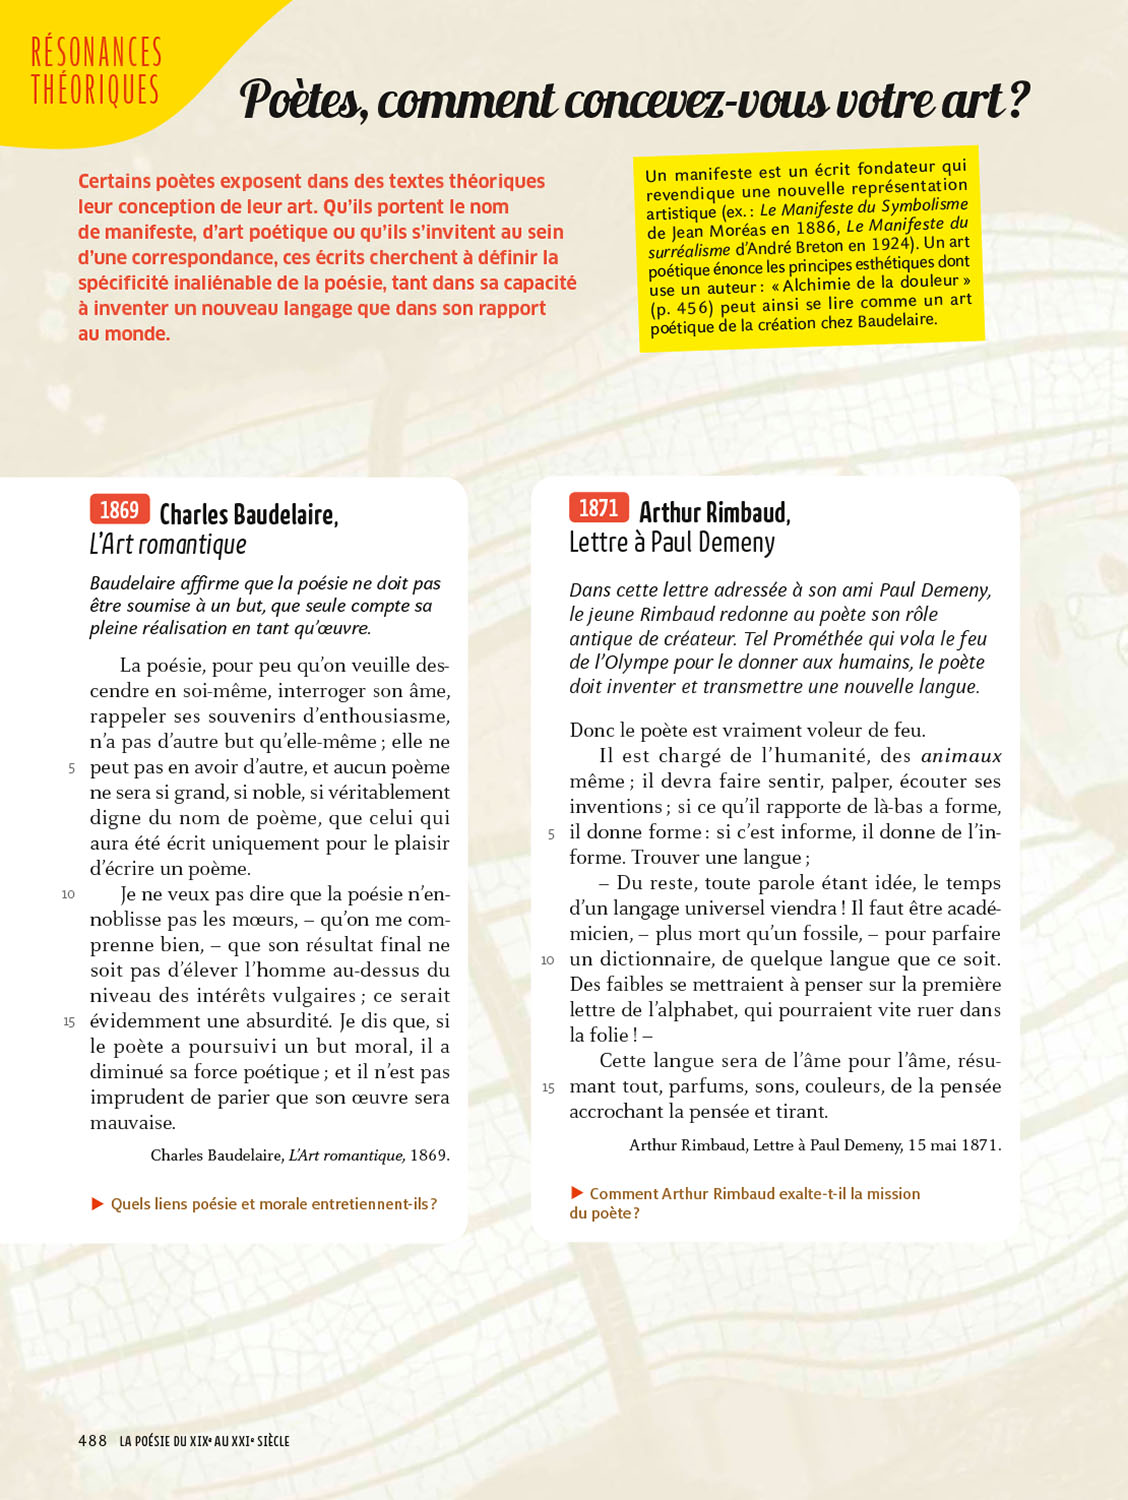 RÉSONANCES
THÉORIQUES
Poètes, comment concevez-vous votre art ?
Certains poètes exposent dans des textes théoriques
leur conception de leur art. Qu’ils portent le nom
de manifeste, d’art poétique ou qu’ils s’invitent au sein
d’une correspondance, ces écrits cherchent à définir la
spécificité inaliénable de la poésie, tant dans sa capacité
à inventer un nouveau langage que dans son rapport
au monde.
Un manifeste est un écrit fondateur qui
revendique une nouvelle représentation
artistique (ex. : Le Manifeste du Symbolisme
de Jean Moréas en 1886, Le Manifeste du
surréalisme d’André Breton en 1924). Un art
poétique énonce les principes esthétiques dont
use un auteur : « Alchimie de la douleur »
(p. 456) peut ainsi se lire comme un art
poétique de la création chez Baudelaire.
1869 Charles Baudelaire,
L’Art romantique
Baudelaire affirme que la poésie ne doit pas
être soumise à un but, que seule compte sa
pleine réalisation en tant qu’œuvre.
La poésie, pour peu qu’on veuille des-
cendre en soi-même, interroger son âme,
rappeler ses souvenirs d’enthousiasme,
n’a pas d’autre but qu’elle-même ; elle ne
5 peut pas en avoir d’autre, et aucun poème
ne sera si grand, si noble, si véritablement
digne du nom de poème, que celui qui
aura été écrit uniquement pour le plaisir
d’écrire un poème.
10 Je ne veux pas dire que la poésie n’en-
noblisse pas les mœurs, – qu’on me com-
prenne bien, – que son résultat final ne
soit pas d’élever l’homme au-dessus du
niveau des intérêts vulgaires ; ce serait
15 évidemment une absurdité. Je dis que, si
le poète a poursuivi un but moral, il a
diminué sa force poétique ; et il n’est pas
imprudent de parier que son œuvre sera
mauvaise.
Charles Baudelaire, L’Art romantique, 1869.
▶ Quels liens poésie et morale entretiennent-ils ?
1871 Arthur Rimbaud,
Lettre à Paul Demeny
Dans cette lettre adressée à son ami Paul Demeny,
le jeune Rimbaud redonne au poète son rôle
antique de créateur. Tel Prométhée qui vola le feu
de l’Olympe pour le donner aux humains, le poète
doit inventer et transmettre une nouvelle langue.
Donc le poète est vraiment voleur de feu.
Il est chargé de l’humanité, des animaux
même ; il devra faire sentir, palper, écouter ses
inventions ; si ce qu’il rapporte de là-bas a forme,
5 il donne forme : si c’est informe, il donne de l’in-
forme. Trouver une langue ;
– Du reste, toute parole étant idée, le temps
d’un langage universel viendra ! Il faut être acadé-
micien, – plus mort qu’un fossile, – pour parfaire
10 un dictionnaire, de quelque langue que ce soit.
Des faibles se mettraient à penser sur la première
lettre de l’alphabet, qui pourraient vite ruer dans
la folie ! –
Cette langue sera de l’âme pour l’âme, résu-
15 mant tout, parfums, sons, couleurs, de la pensée
accrochant la pensée et tirant.
Arthur Rimbaud, Lettre à Paul Demeny, 15 mai 1871.
▶ Comment Arthur Rimbaud exalte-t-il la mission
du poète ?
488 LA POÉSIE DU XIXe AU XXIe SIÈCLE